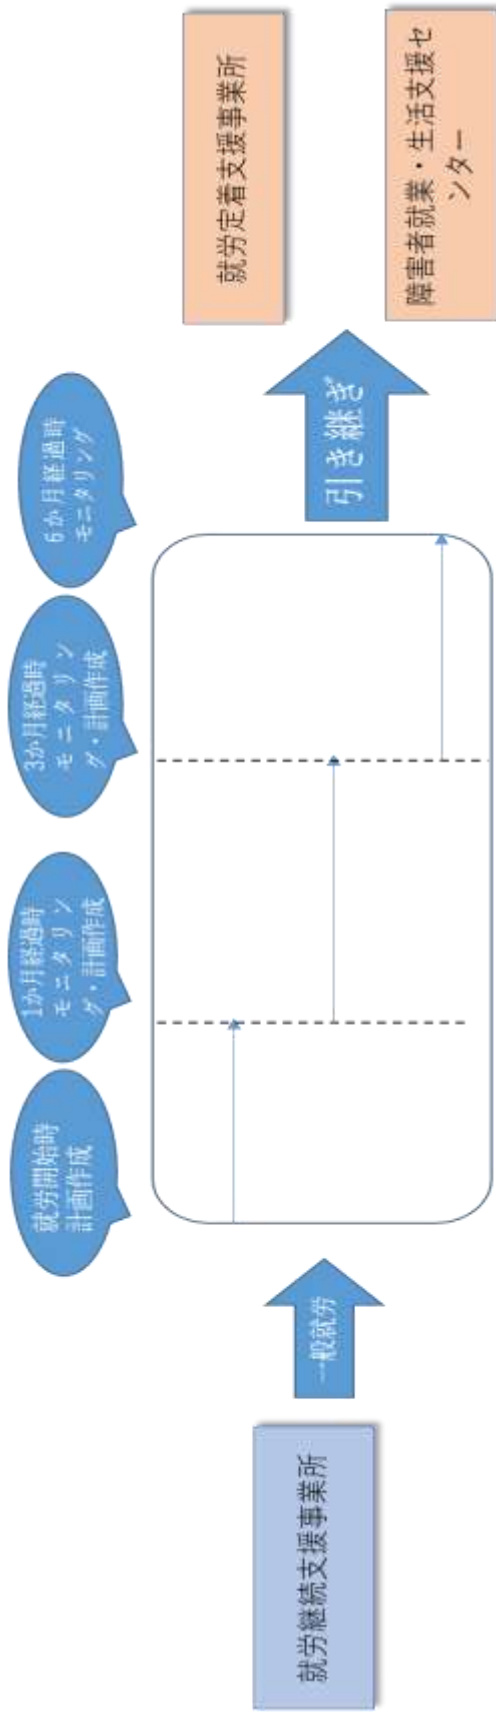 就労継続支援事業所
一般就労
就労開始時
計画作成
1か月経過時
モニタリン
グ・計画作成
3か月経過時
モニタリン
グ・計画作成
6か月経過時
モニタリング
引き継ぎ
就労定着支援事業所
障害者就業・生活支援セ
ンター